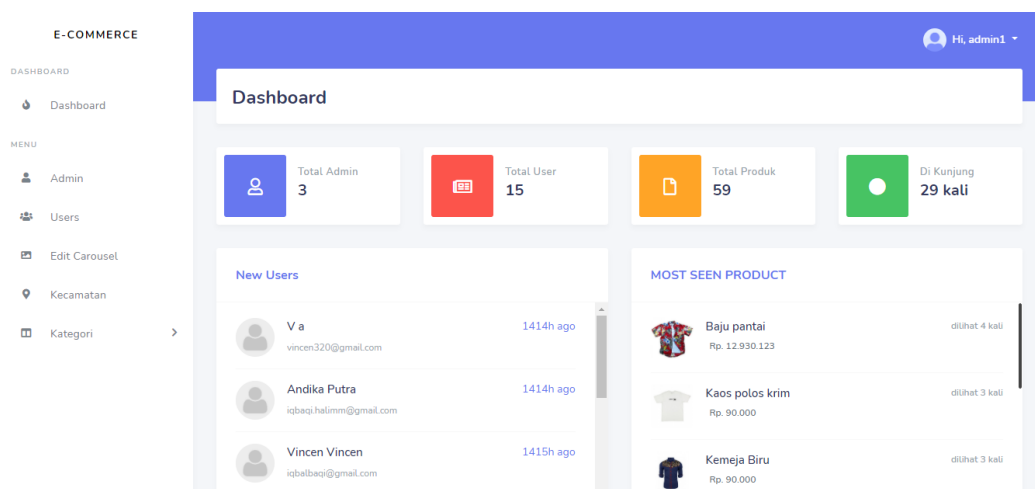 E-COMMERCE
Hi, admin1
DASHBOARD
Dashboard
MENU
Admin
Users
Edit Carousel
Kecamatan
Kategori
Dashboard
Total Admin
3
Total User
15
Total Produk
59
Di Kunjung
29 kali
New Users
V a
1414h ago
vincen320@gmail.com
Andika Putra
1414h ago
iqbaqi.halimm@gmail.com
Vincen Vincen
1415h ago
iqbalbaqi@gmail.com
MOST SEEN PRODUCT
Baju pantai
dilihat 4 kali
Rp. 12.930.123
Kaos polos krim
dilihat 3 kali
Rp. 90.000
Kemeja Biru
dilihat 3 kali
Rp. 90.000